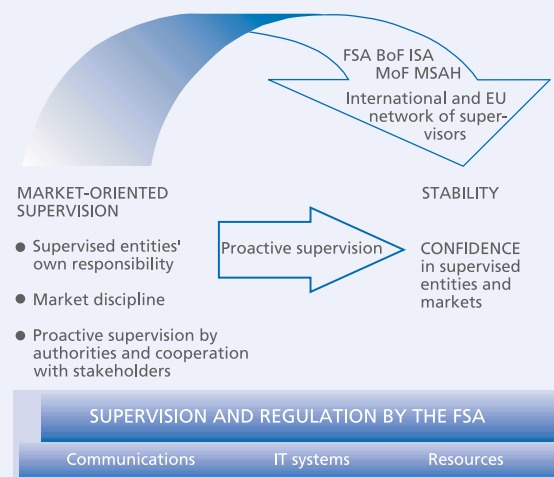 FSA BoF ISA
MoF MSAH
International and EU
network of super-
visors
MARKET-ORIENTED
SUPERVISION
● Supervised entities'
own responsibility
● Market discipline
● Proactive supervision by
authorities and cooperation
with stakeholders
Proactive supervision
STABILITY
CONFIDENCE
in supervised
entities and
markets
SUPERVISION AND REGULATION BY THE FSA
Communications IT systems Resources